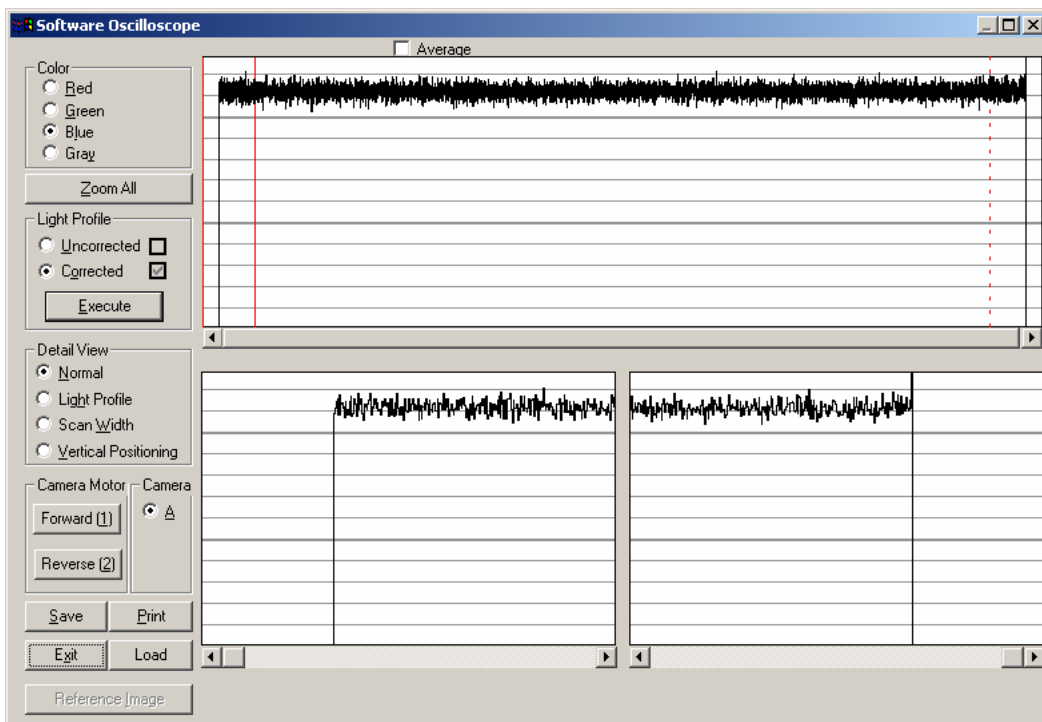 Software Oscilloscope
Average
Color
Red
Green
Blue
Gray
Zoom All
Light Profile
Uncorrected
Corrected
Execute
Detail View
Normal
Light Profile
Scan Width
Vertical Positioning
Camera Motor
Forward (1)
Reverse (2)
Camera
A
Save
Print
Exit
Load
Reference Image